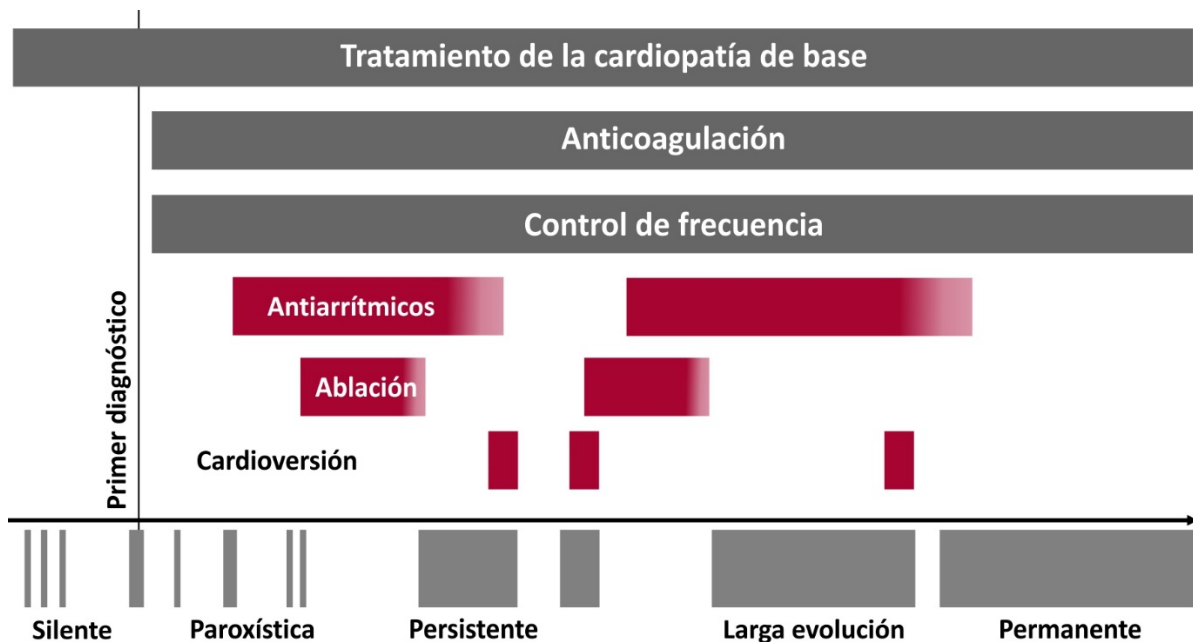 Tratamiento de la cardiopatía de base
Anticoagulación
Control de frecuencia
Primer diagnóstico
Antiarrítmicos
Ablación
Cardioversión
Silente
Paroxística
Persistente
Larga evolución
Permanente